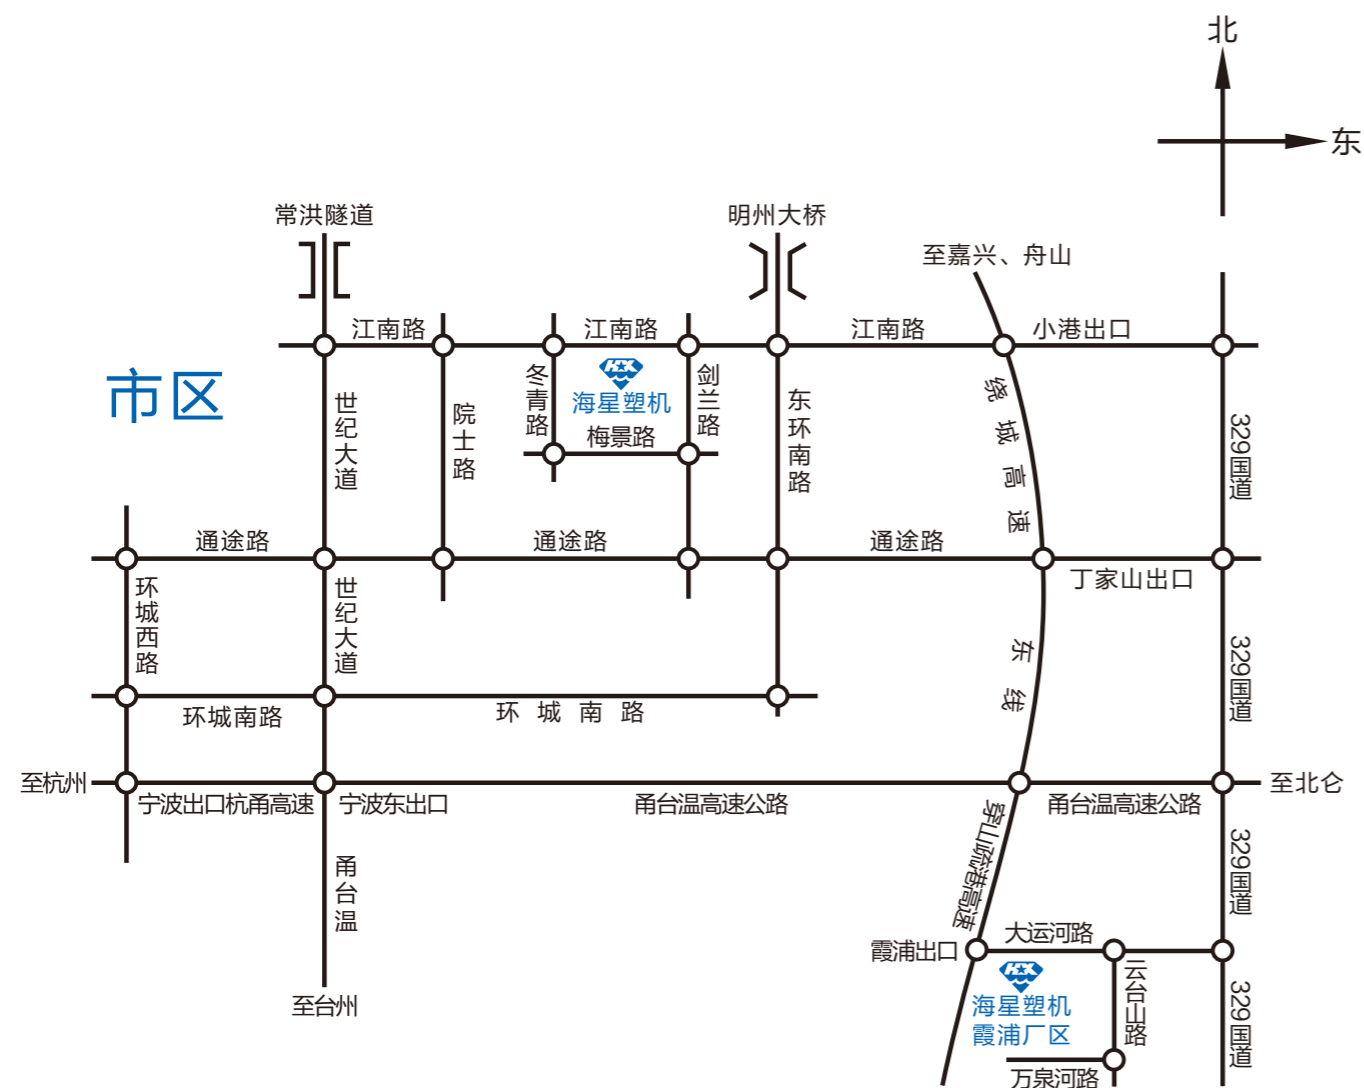 北
东
常洪隧道
明州大桥
至嘉兴、舟山
江南路
江南路
江南路
小港出口
市区
HX
海星塑机
冬青路
剑兰路
梅景路
世纪大道
院士路
东环南路
绕城高速
329国道
通途路
通途路
通途路
丁家山出口
环城西路
世纪大道
东线
329国道
环城南路
环城南路
至杭州
宁波出口杭甬高速
宁波东出口
甬台温高速公路
甬台温高速公路
至北仑
甬台温
穿山疏港高速
329国道
至台州
霞浦出口
大运河路
HX
海星塑机
霞浦厂区
云台山路
329国道
万泉河路